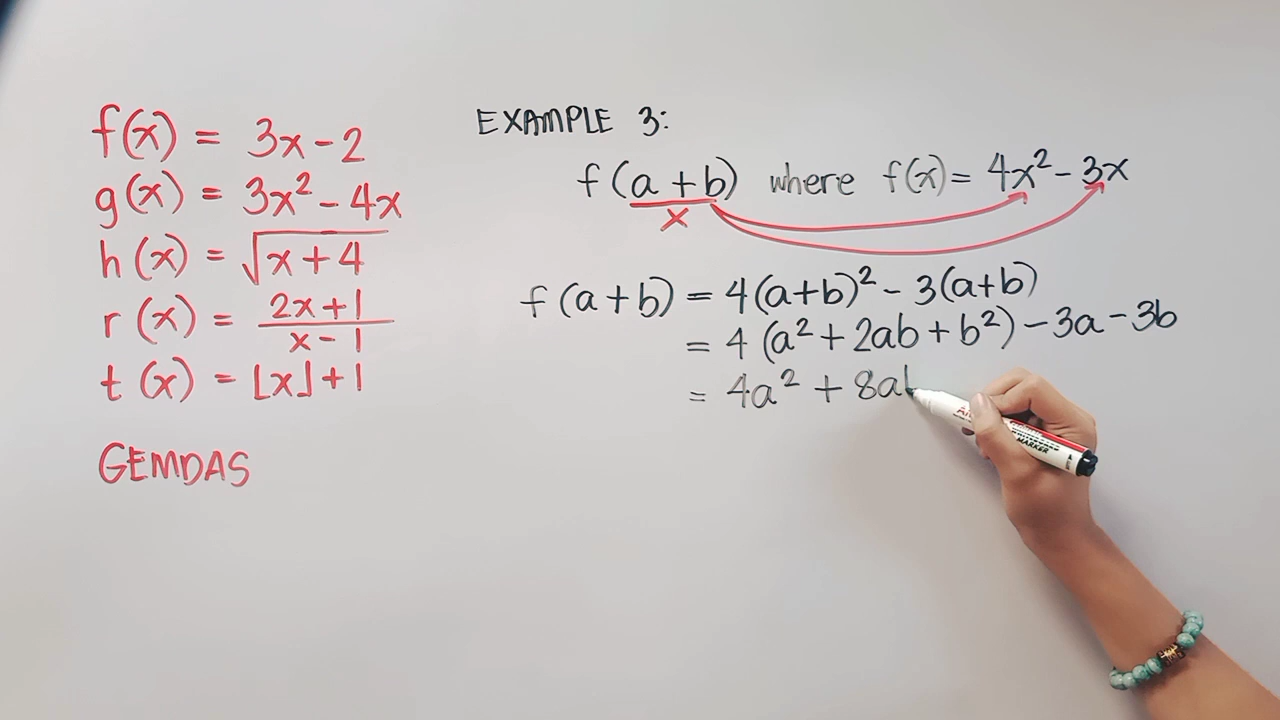 f(x) = 3x - 2
g(x) = 3x² - 4x
h(x) = √x + 4
r(x) = 2x + 1 / x - 1
t(x) = ⌊x⌋ + 1
GEMDAS
EXAMPLE 3:
f(a + b) where f(x) = 4x² - 3x
x
f(a + b) = 4(a+b)² - 3(a+b)
= 4(a² + 2ab + b²) - 3a - 3b
= 4a² + 8ab
MARKER